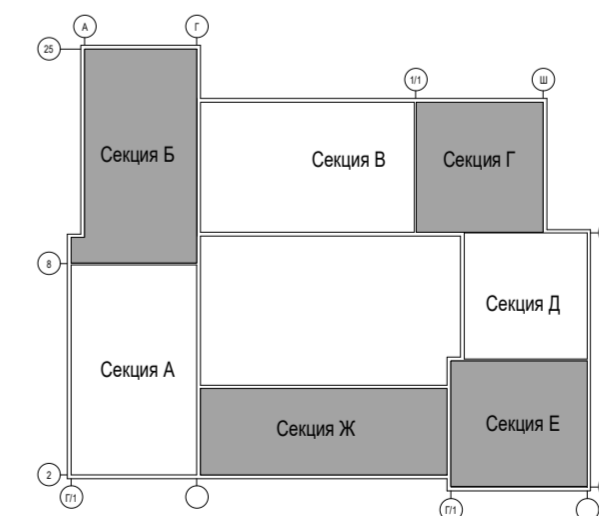 А
Г
25
1/1
Ш
Секция Б
Секция В
Секция Г
8
Секция Д
Секция А
Секция Ж
Секция Е
2
Г/1
Г/1